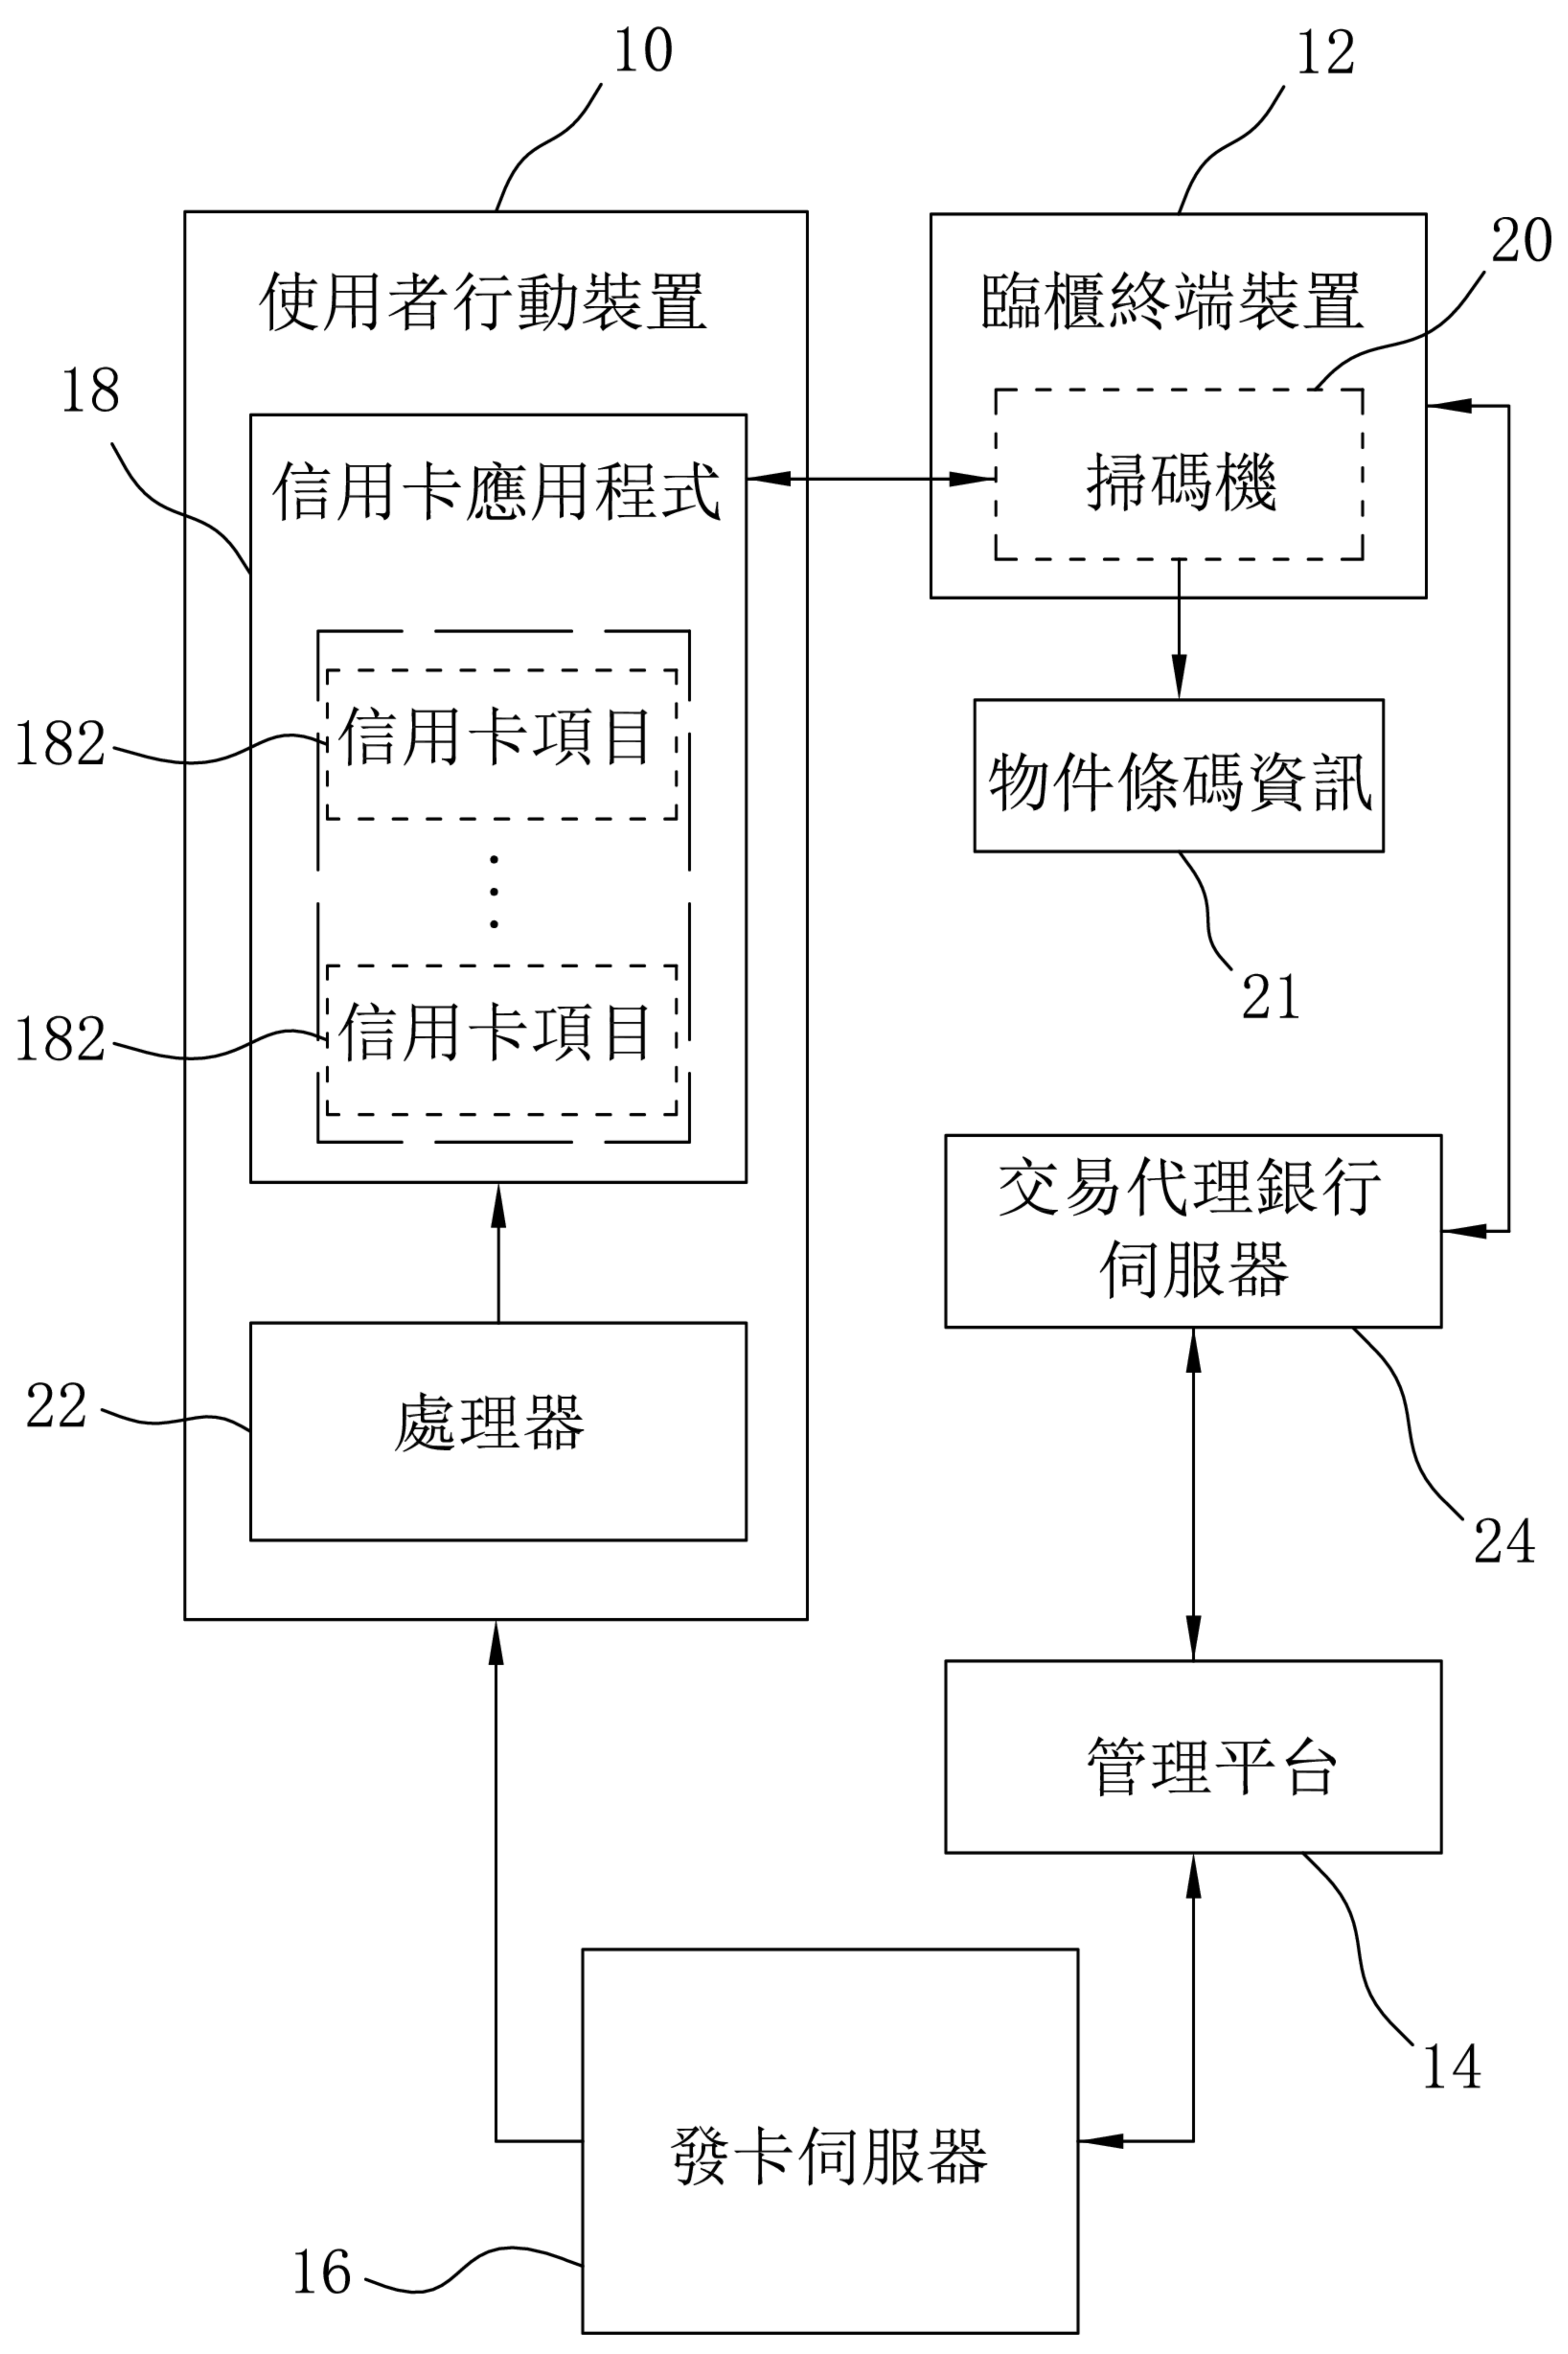 10
12
20
使用者行動裝置
臨櫃終端裝置
18
信用卡應用程式
掃碼機
182
信用卡項目
物件條碼資訊
21
182
信用卡項目
交易代理銀行
伺服器
22
處理器
24
管理平台
14
發卡伺服器
16